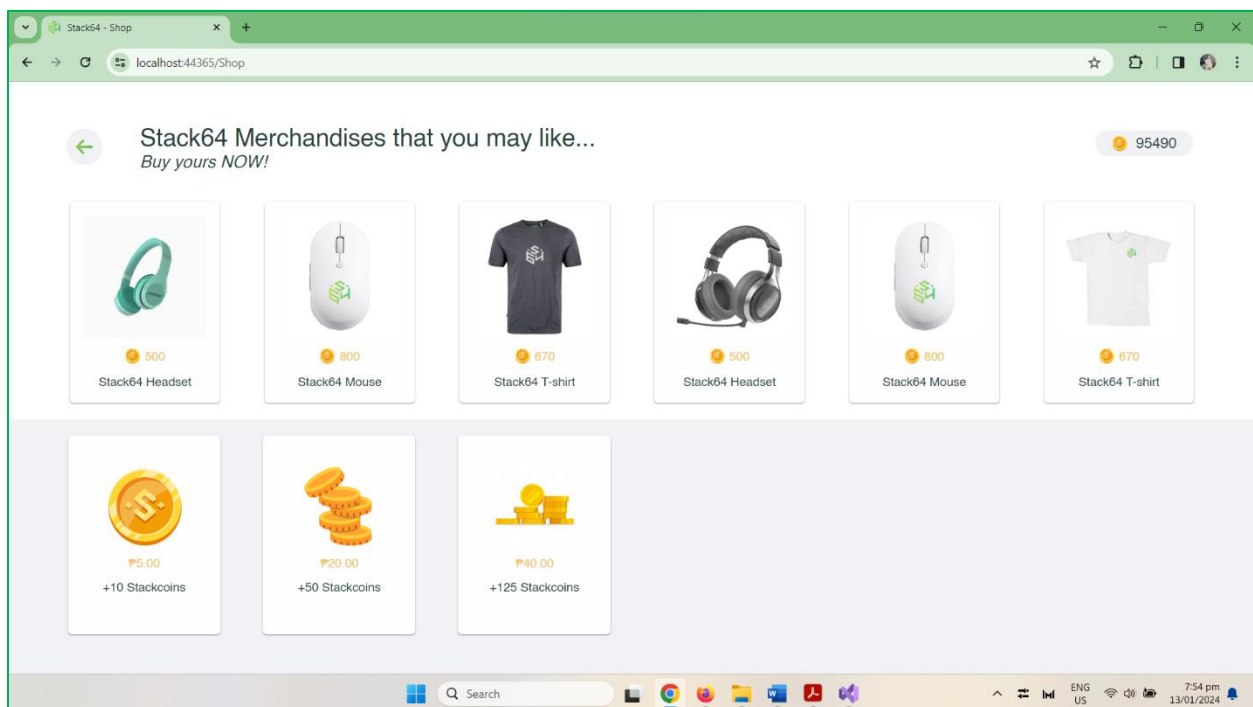 Stack64 - Shop
localhost:44365/Shop
Stack64 Merchandises that you may like...
Buy yours NOW!
95490
500
Stack64 Headset
800
Stack64 Mouse
670
Stack64 T-shirt
500
Stack64 Headset
800
Stack64 Mouse
670
Stack64 T-shirt
₱5.00
+10 Stackcoins
₱20.00
+50 Stackcoins
₱40.00
+125 Stackcoins
Search
ENG
US
7:54 pm
13/01/2024